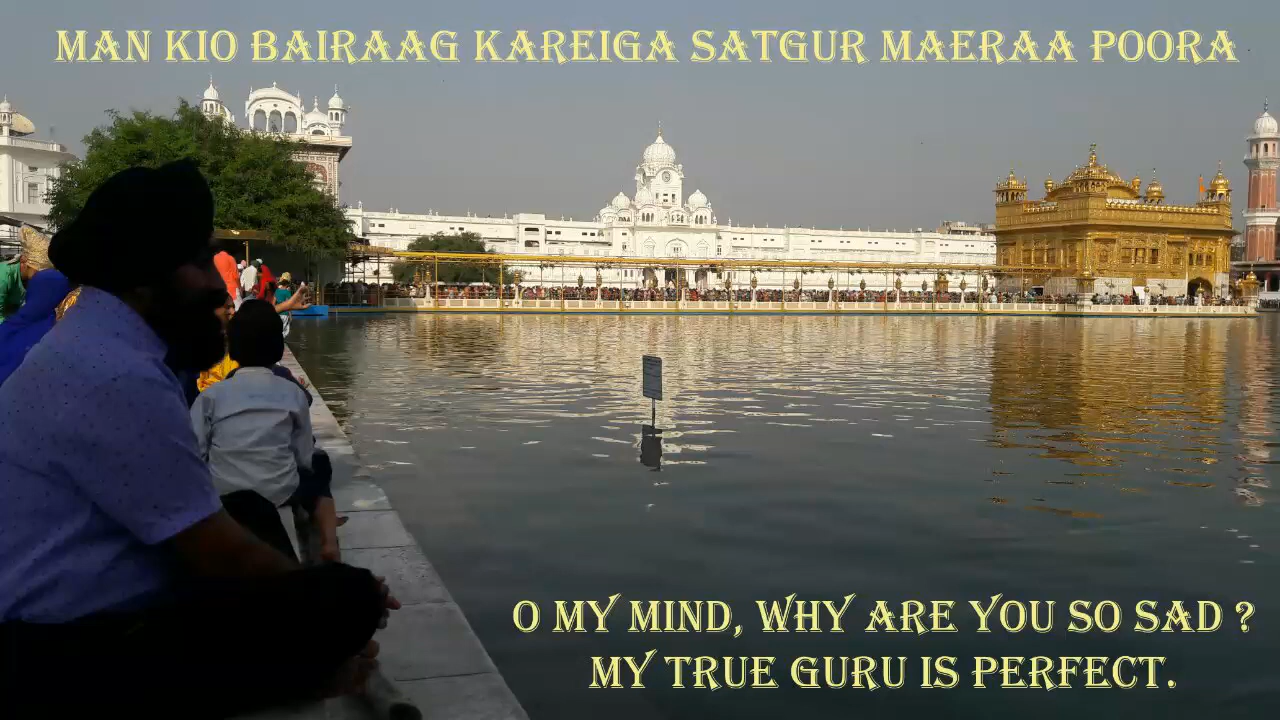 MAN KIO BAIRAAG KAREIGA SATGUR MAERAA POORA
O MY MIND, WHY ARE YOU SO SAD ?
MY TRUE GURU IS PERFECT.